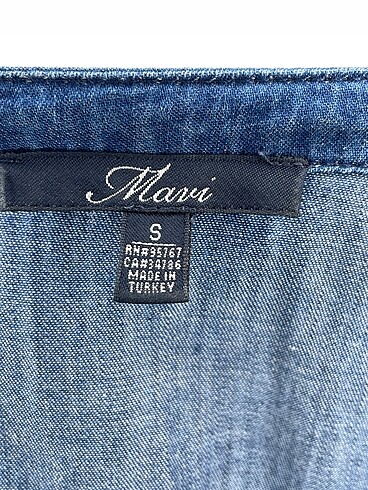 Mavi
S
RN#95767
CA#34786
MADE IN
TURKEY